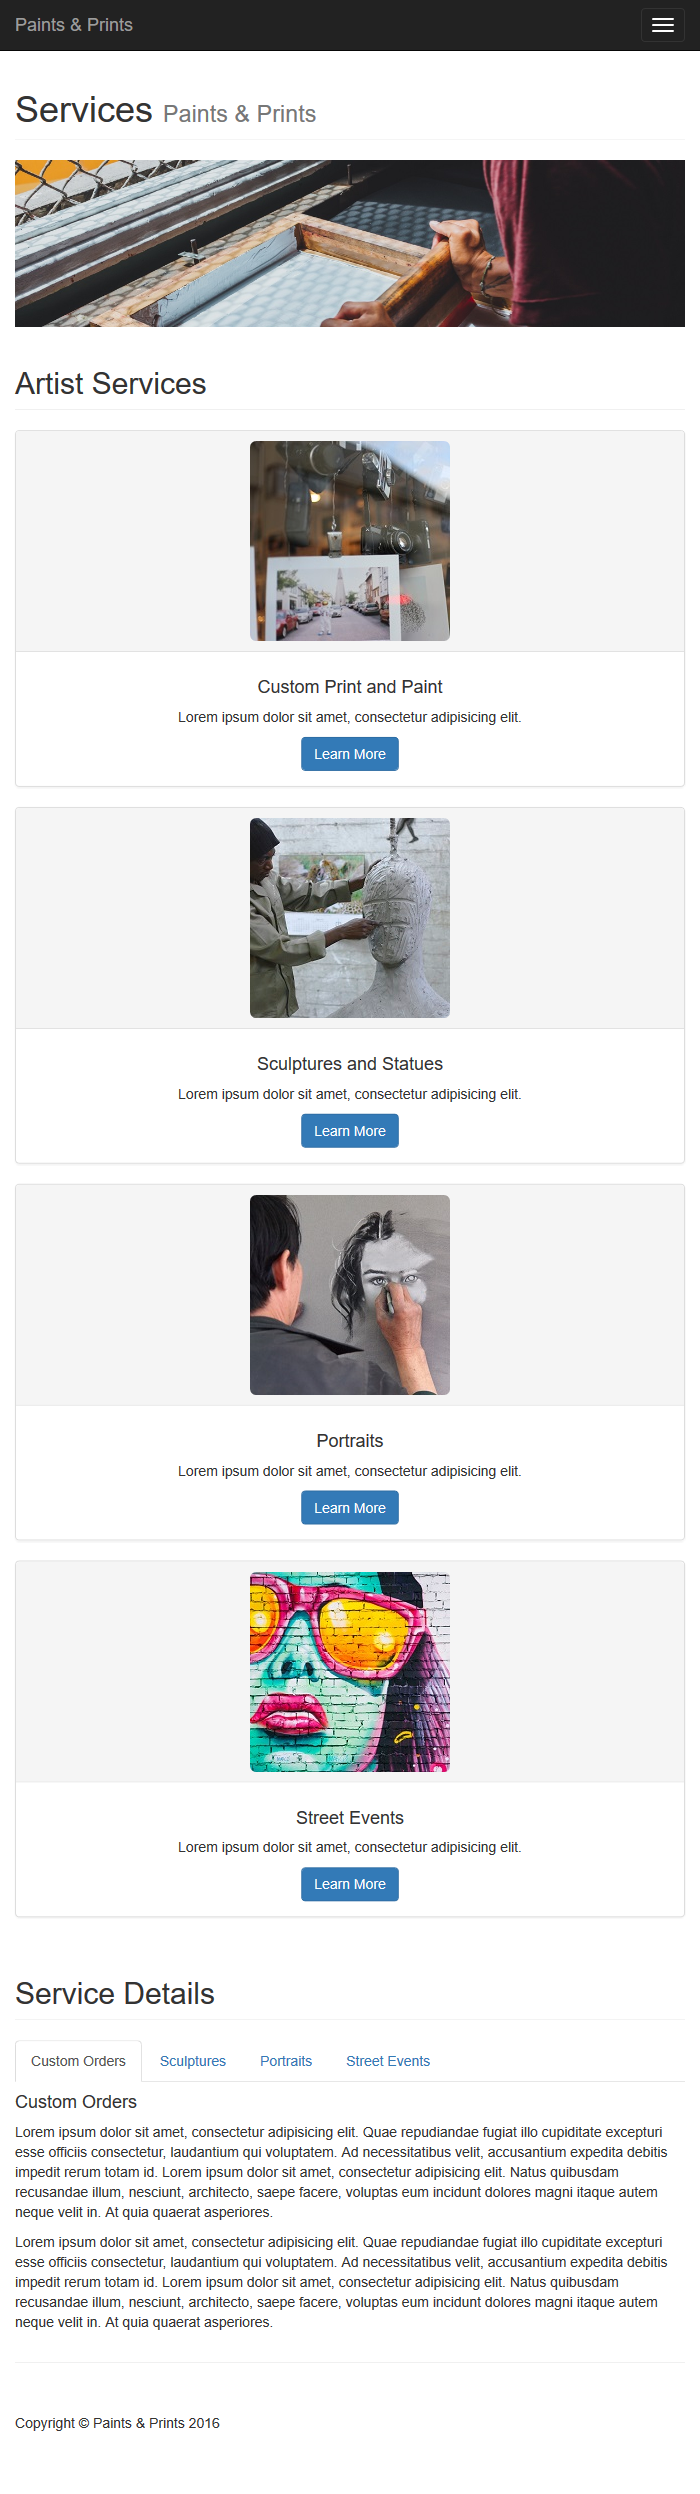 Paints & Prints
Services Paints & Prints
Artist Services
Custom Print and Paint
Lorem ipsum dolor sit amet, consectetur adipisicing elit.
Learn More
Sculptures and Statues
Lorem ipsum dolor sit amet, consectetur adipisicing elit.
Learn More
Portraits
Lorem ipsum dolor sit amet, consectetur adipisicing elit.
Learn More
Street Events
Lorem ipsum dolor sit amet, consectetur adipisicing elit.
Learn More
Service Details
Custom Orders Sculptures Portraits Street Events
Custom Orders
Lorem ipsum dolor sit amet, consectetur adipisicing elit. Quae repudiandae fugiat illo cupiditate excepturi
esse officiis consectetur, laudantium qui voluptatem. Ad necessitatibus velit, accusantium expedita debitis
impedit rerum totam id. Lorem ipsum dolor sit amet, consectetur adipisicing elit. Natus quibusdam
recusandae illum, nesciunt, architecto, saepe facere, voluptas eum incidunt dolores magni itaque autem
neque velit in. At quia quaerat asperiores.
Lorem ipsum dolor sit amet, consectetur adipisicing elit. Quae repudiandae fugiat illo cupiditate excepturi
esse officiis consectetur, laudantium qui voluptatem. Ad necessitatibus velit, accusantium expedita debitis
impedit rerum totam id. Lorem ipsum dolor sit amet, consectetur adipisicing elit. Natus quibusdam
recusandae illum, nesciunt, architecto, saepe facere, voluptas eum incidunt dolores magni itaque autem
neque velit in. At quia quaerat asperiores.
Copyright © Paints & Prints 2016